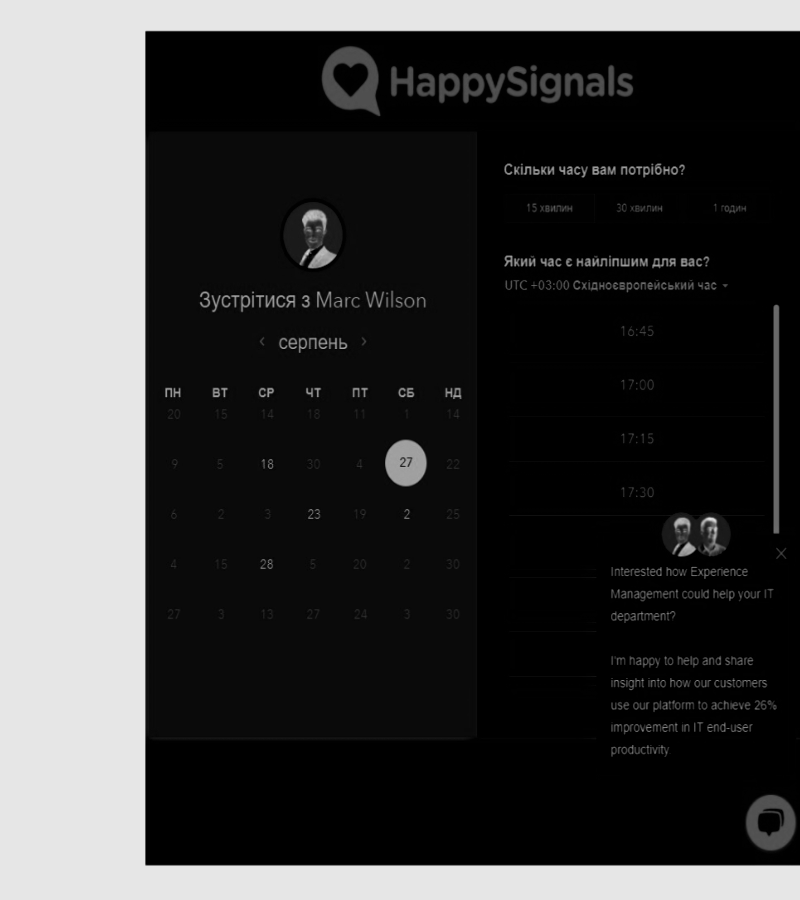 HappySignals
Зустрітися з Marc Wilson
‹ серпень ›
ПН ВТ СР ЧТ ПТ СБ НД
20 15 14 18 11 1 14
9 5 18 30 4 27 22
6 2 3 23 19 2 25
4 15 28 5 20 2 30
27 3 13 27 24 3 30
Скільки часу вам потрібно?
15 хвилин 30 хвилин 1 годин
Який час є найліпшим для вас?
UTC +03:00 Східноєвропейський час
16:45
17:00
17:15
17:30
Interested how Experience
Management could help your IT
department?
I'm happy to help and share
insight into how our customers
use our platform to achieve 26%
improvement in IT end-user
productivity